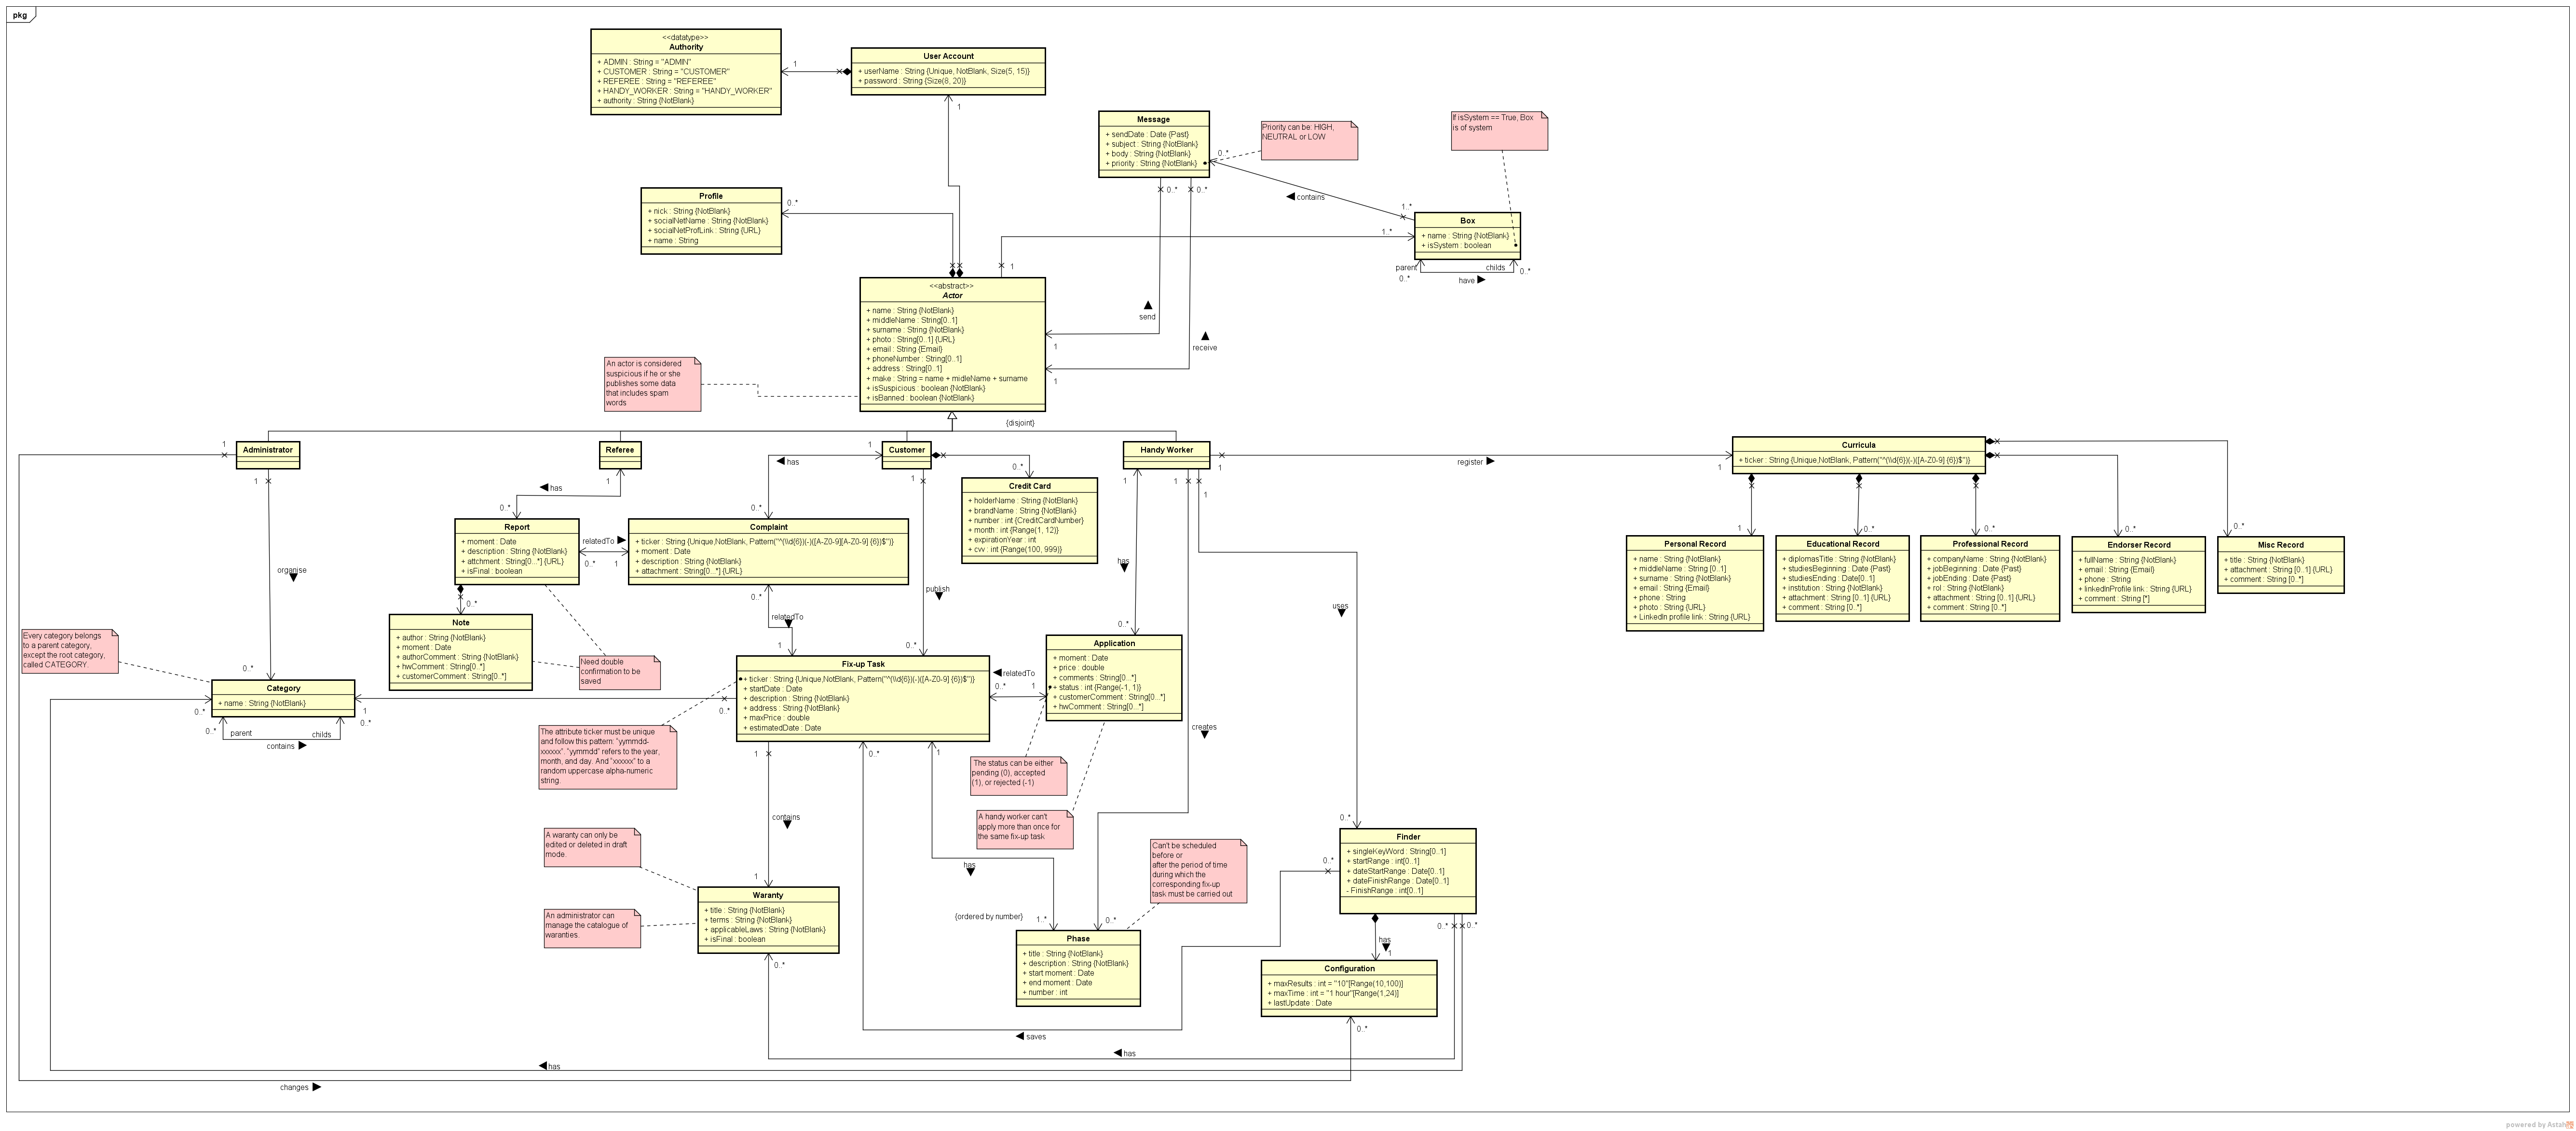 pkg
<<datatype>>
Authority
+ ADMIN : String = "ADMIN"
+ CUSTOMER : String = "CUSTOMER"
+ REFEREE : String = "REFEREE"
+ HANDY_WORKER : String = "HANDY_WORKER"
+ authority : String {NotBlank}
1
User Account
+ userName : String {Unique, NotBlank, Size(5, 15)}
+ password : String {Size(8, 20)}
1
Message
+ sendDate : Date {Past}
+ subject : String {NotBlank}
+ body : String {NotBlank}
+ priority : String {NotBlank}
0..*
0..*
0..*
Priority can be: HIGH,
NEUTRAL or LOW
If isSystem == True, Box
is of system
contains
1..*
Profile
+ nick : String {NotBlank}
+ socialNetName : String {NotBlank}
+ socialNetProfLink : String {URL}
+ name : String
0..*
Box
+ name : String {NotBlank}
+ isSystem : boolean
1..*
1
parent
childs
0..*
0..*
have
<<abstract>>
Actor
+ name : String {NotBlank}
+ middleName : String[0..1]
+ surname : String {NotBlank}
+ photo : String[0..1] {URL}
+ email : String {Email}
+ phoneNumber : String[0..1]
+ address : String[0..1]
+ make : String = name + midleName + surname
+ isSuspicious : boolean {NotBlank}
+ isBanned : boolean {NotBlank}
send
receive
1
1
An actor is considered
suspicious if he or she
publishes some data
that includes spam
words
{disjoint}
1
Administrator
1
Referee
1
has
0..*
Customer
1
1
has
0..*
0..*
Handy Worker
1
1
1
1
register
1
Curricula
+ ticker : String {Unique,NotBlank, Pattern("^(\\d{6})(-)([A-Z0-9] {6})$")}
Credit Card
+ holderName : String {NotBlank}
+ brandName : String {NotBlank}
+ number : int {CreditCardNumber}
+ month : int {Range(1, 12)}
+ expirationYear : int
+ cvv : int {Range(100, 999)}
Report
+ moment : Date
+ description : String {NotBlank}
+ attchment : String[0...*] {URL}
+ isFinal : boolean
relatedTo
0..*
1
Complaint
+ ticker : String {Unique,NotBlank, Pattern("^(\\d{6})(-)([A-Z0-9][A-Z0-9] {6})$")}
+ moment : Date
+ description : String {NotBlank}
+ attachment : String[0...*] {URL}
1
0..*
0..*
0..*
0..*
Personal Record
+ name : String {NotBlank}
+ middleName : String [0..1]
+ surname : String {NotBlank}
+ email : String {Email}
+ phone : String
+ photo : String {URL}
+ LinkedIn profile link : String {URL}
Educational Record
+ diplomasTitle : String {NotBlank}
+ studiesBeginning : Date {Past}
+ studiesEnding : Date[0..1]
+ institution : String {NotBlank}
+ attachment : String [0..1] {URL}
+ comment : String [0..*]
Professional Record
+ companyName : String {NotBlank}
+ jobBeginning : Date {Past}
+ jobEnding : Date {Past}
+ rol : String {NotBlank}
+ attachment : String [0..1] {URL}
+ comment : String [0..*]
Endorser Record
+ fullName : String {NotBlank}
+ email : String {Email}
+ phone : String
+ linkedInProfile link : String {URL}
+ comment : String [*]
Misc Record
+ title : String {NotBlank}
+ attachment : String [0..1] {URL}
+ comment : String [0..*]
organise
0..*
publish
0..*
0..*
relatedTo
1
has
0..*
uses
0..*
0..*
Note
+ author : String {NotBlank}
+ moment : Date
+ authorComment : String {NotBlank}
+ hwComment : String[0..*]
+ customerComment : String[0..*]
Need double
confirmation to be
saved
Every category belongs
to a parent category,
except the root category,
called CATEGORY.
Category
+ name : String {NotBlank}
0..*
0..*
parent
childs
1
0..*
contains
0..*
Fix-up Task
+ ticker : String {Unique,NotBlank, Pattern("^(\\d{6})(-)([A-Z0-9] {6})$")}
+ startDate : Date
+ description : String {NotBlank}
+ address : String {NotBlank}
+ maxPrice : double
+ estimatedDate : Date
relatedTo
0..*
1
Application
+ moment : Date
+ price : double
+ comments : String[0...*]
+ status : int {Range(-1, 1)}
+ customerComment : String[0...*]
+ hwComment : String[0...*]
The attribute ticker must be unique
and follow this pattern: "yymmdd-
xxxxxx". "yymmdd" refers to the year,
month, and day. And "xxxxxx" to a
random uppercase alpha-numeric
string.
1
0..*
1
creates
The status can be either
pending (0), accepted
(1), or rejected (-1)
A handy worker can't
apply more than once for
the same fix-up task
contains
1
has
A waranty can only be
edited or deleted in draft
mode.
An administrator can
manage the catalogue of
waranties.
Waranty
+ title : String {NotBlank}
+ terms : String {NotBlank}
+ applicableLaws : String {NotBlank}
+ isFinal : boolean
0..*
Can't be scheduled
before or
after the period of time
during which the
corresponding fix-up
task must be carried out
{ordered by number}
1..*
0..*
Phase
+ title : String {NotBlank}
+ description : String {NotBlank}
+ start moment : Date
+ end moment : Date
+ number : int
Finder
+ singleKeyWord : String[0..1]
+ startRange : int[0..1]
+ dateStartRange : Date[0..1]
+ dateFinishRange : Date[0..1]
- FinishRange : int[0..1]
0..*
0..*
0..*
has
1
Configuration
+ maxResults : int = "10"[Range(10,100)]
+ maxTime : int = "1 hour"[Range(1,24)]
+ lastUpdate : Date
0..*
saves
has
has
changes
powered by Astah